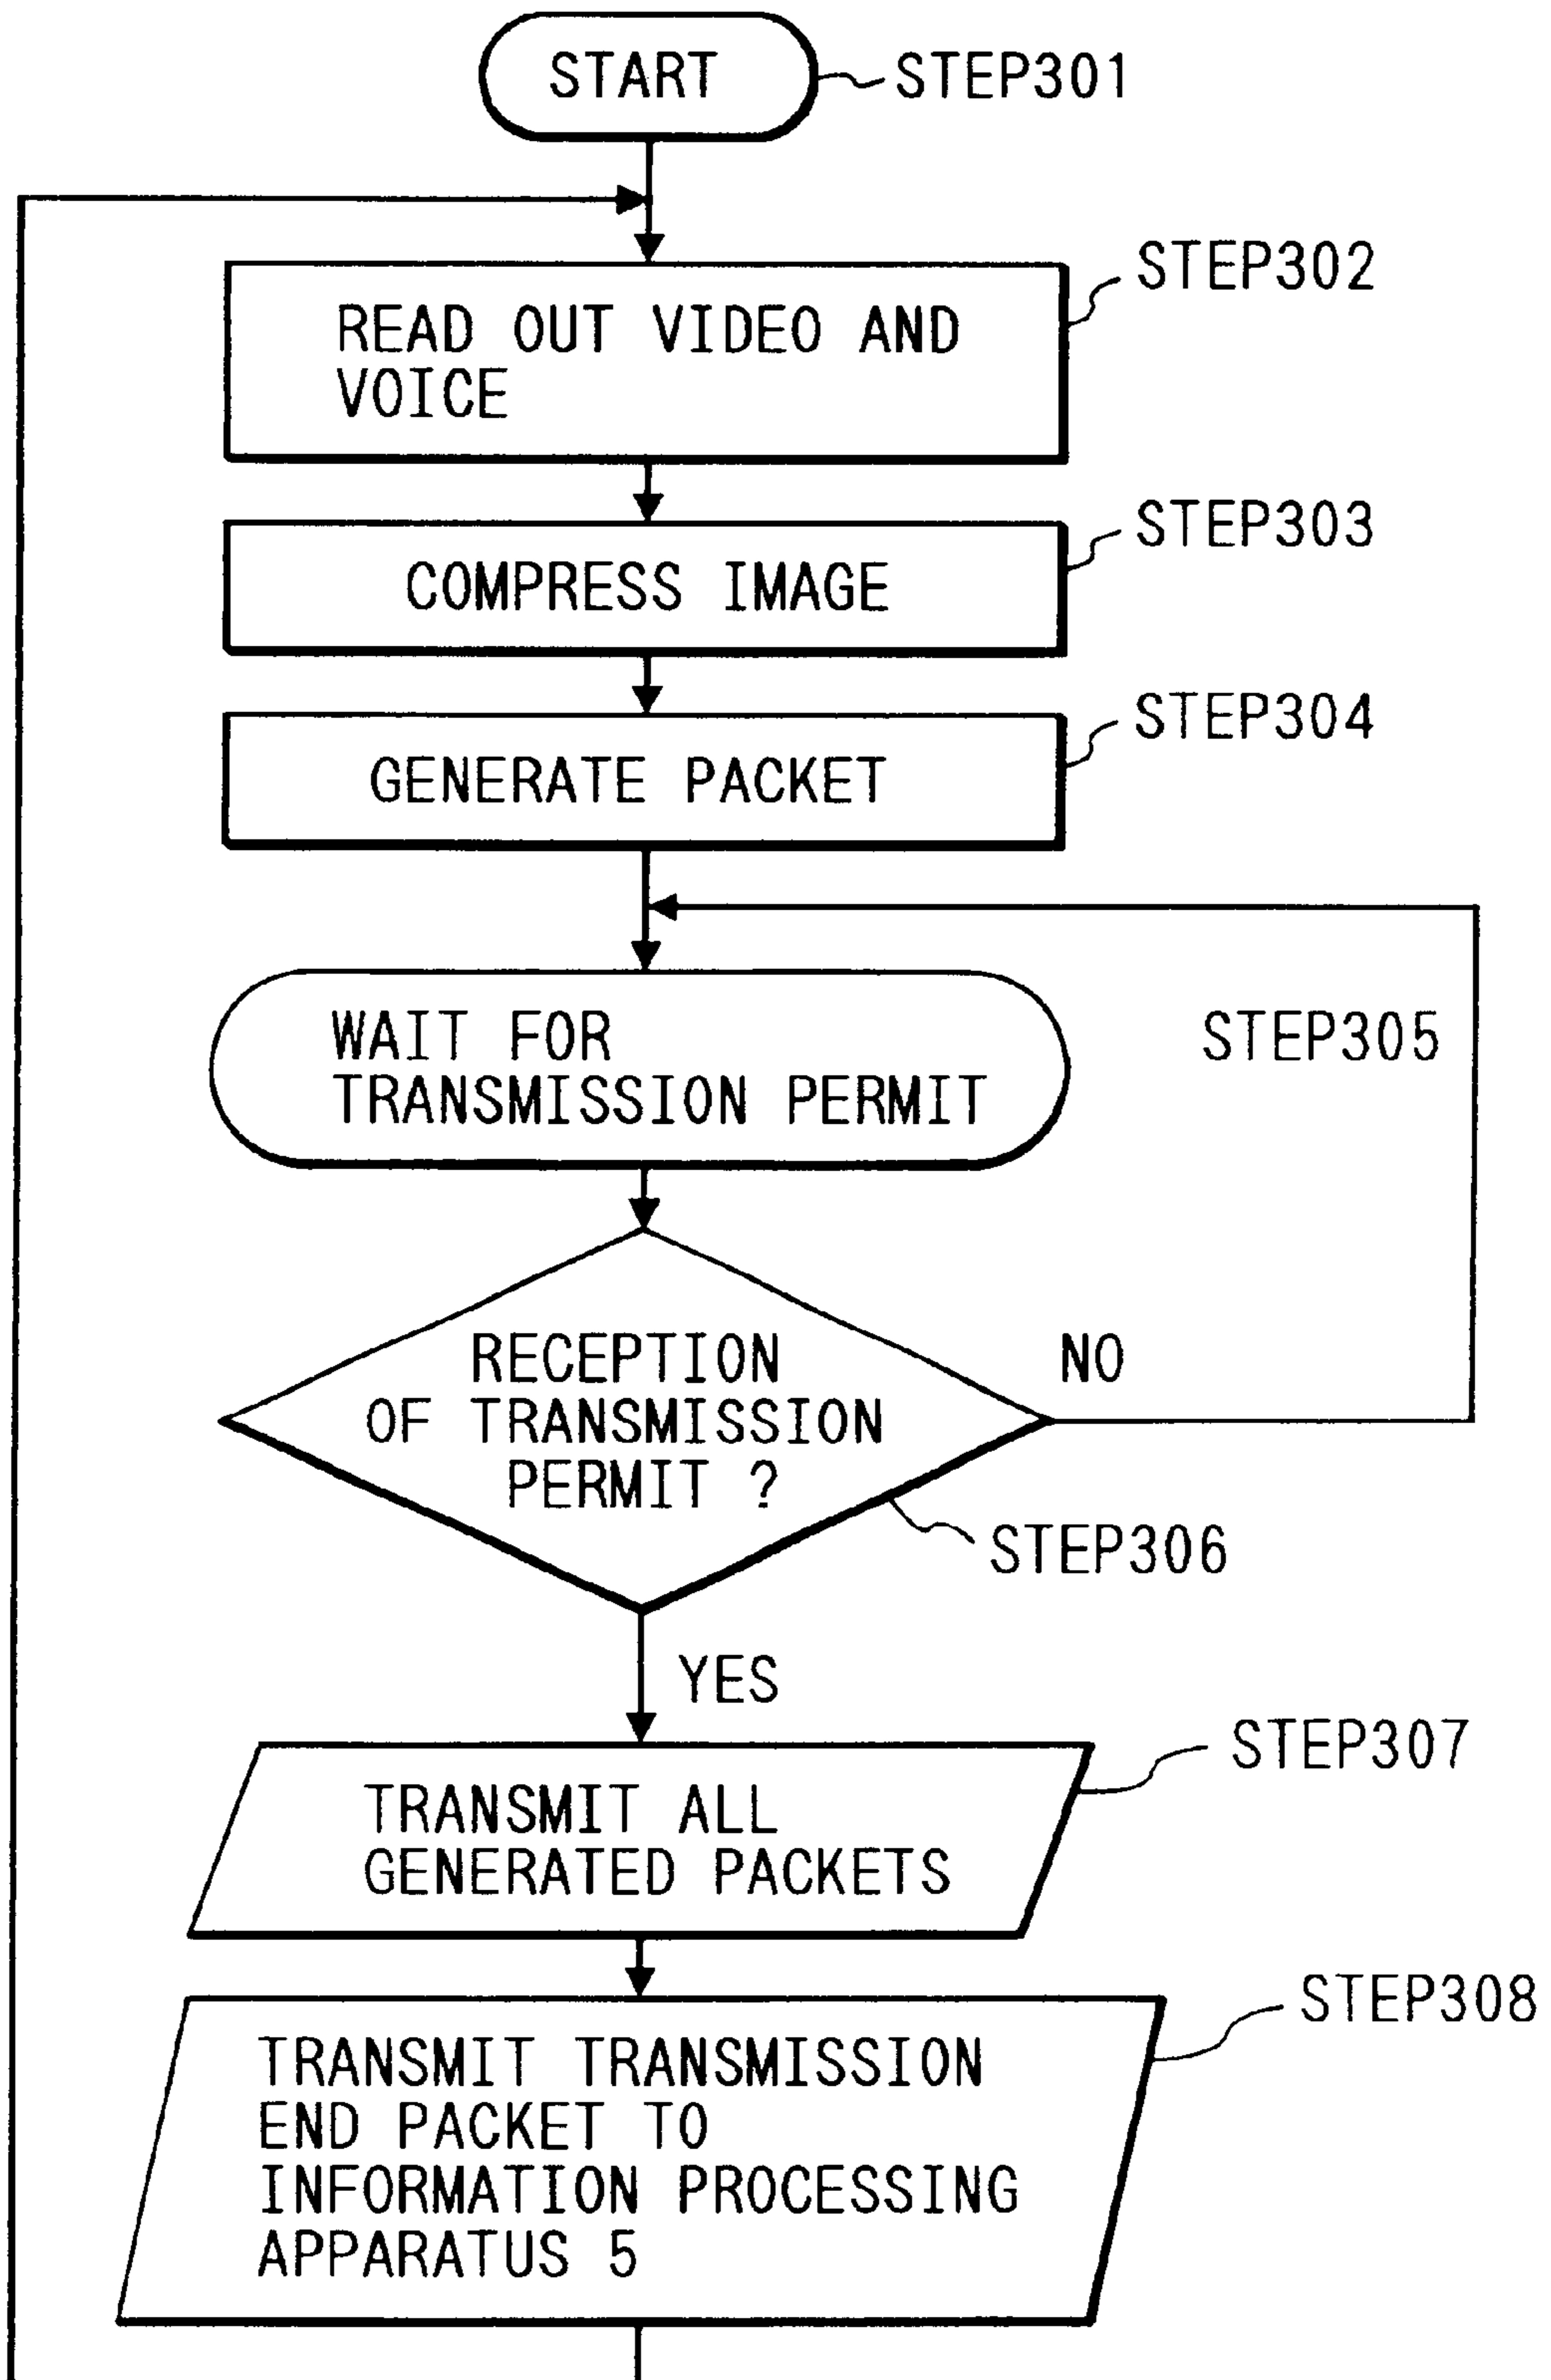 START
STEP301
STEP302
READ OUT VIDEO AND
VOICE
STEP303
COMPRESS IMAGE
STEP304
GENERATE PACKET
WAIT FOR
TRANSMISSION PERMIT
STEP305
RECEPTION
OF TRANSMISSION
PERMIT ?
NO
STEP306
YES
STEP307
TRANSMIT ALL
GENERATED PACKETS
STEP308
TRANSMIT TRANSMISSION
END PACKET TO
INFORMATION PROCESSING
APPARATUS 5